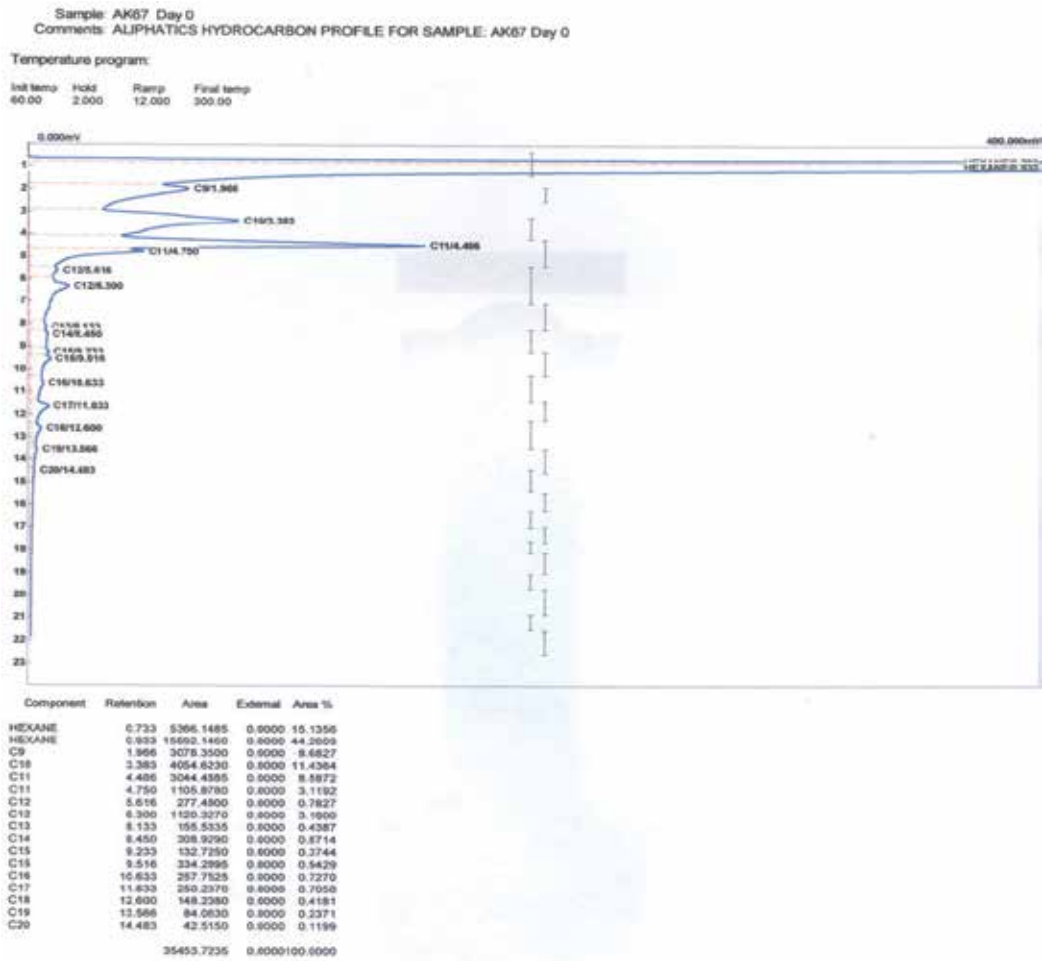 Sample: AK67 Day 0
Comments: ALIPHATICS HYDROCARBON PROFILE FOR SAMPLE: AK67 Day 0
Temperature program:
Init temp Hold Ramp Final temp
60.00 2.000 12.000 300.00
0.000mV 400.000mV
1
2
3
4
5
6
7
8
9
10
11
12
13
14
15
16
17
18
19
20
21
22
23
C9/1.966
C10/3.383
C11/4.486
C11/4.750
C12/5.616
C12/6.300
C14/8.450
C16/10.633
C17/11.633
C18/12.600
C19/13.566
C20/14.483
Component Retention Area External Area %
HEXANE 0.733 5366.1485 0.0000 15.1356
HEXANE 0.933 15692.1460 0.0000
C9 1.966 3078.3500 0.0000 8.6827
C10 3.383 4054.6230 0.0000 11.4364
C11 4.486 3044.4585 0.0000 8.5872
C11 4.750 1105.8780 0.0000 3.1192
C12 5.616 277.4800 0.0000 0.7827
C12 6.300 1120.3270 0.0000 3.1600
C13 8.133 155.5335 0.0000 0.4387
C14 8.450 308.9290 0.0000 0.8714
C15 9.233 132.7250 0.0000 0.3744
C15 9.516 334.2995 0.0000
C16 10.633 257.7525 0.0000 0.7270
C17 11.633 250.2370 0.0000 0.7058
C18 12.600 148.2380 0.0000 0.4181
C19 13.566 84.0630 0.0000 0.2371
C20 14.483 42.5150 0.0000 0.1199
35453.7235 0.0000 100.0000